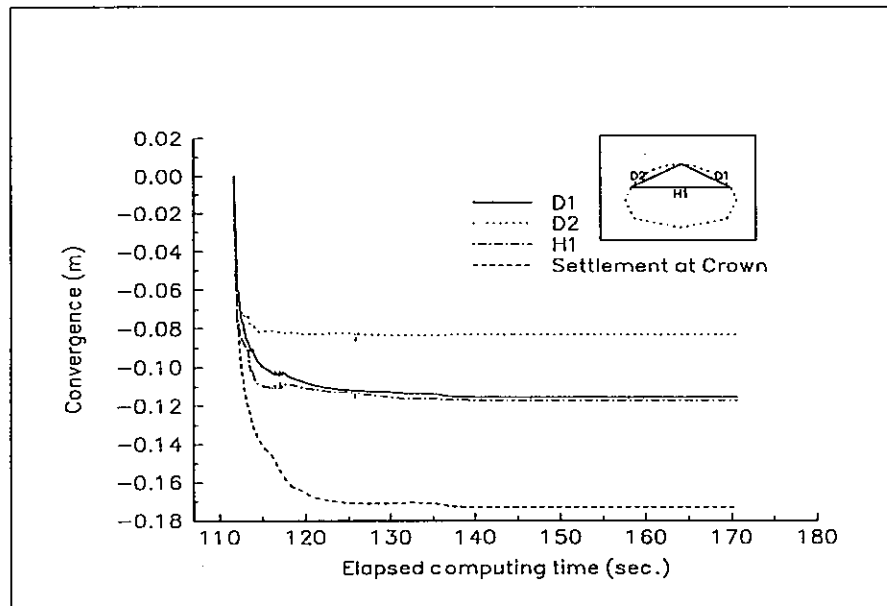 0.02
0.00
-0.02
-0.04
-0.06
-0.08
-0.10
-0.12
-0.14
-0.16
-0.18
Convergence (m)
110 120 130 140 150 160 170 180
Elapsed computing time (sec.)
D1
D2
H1
Settlement at Crown
D2 D1
H1